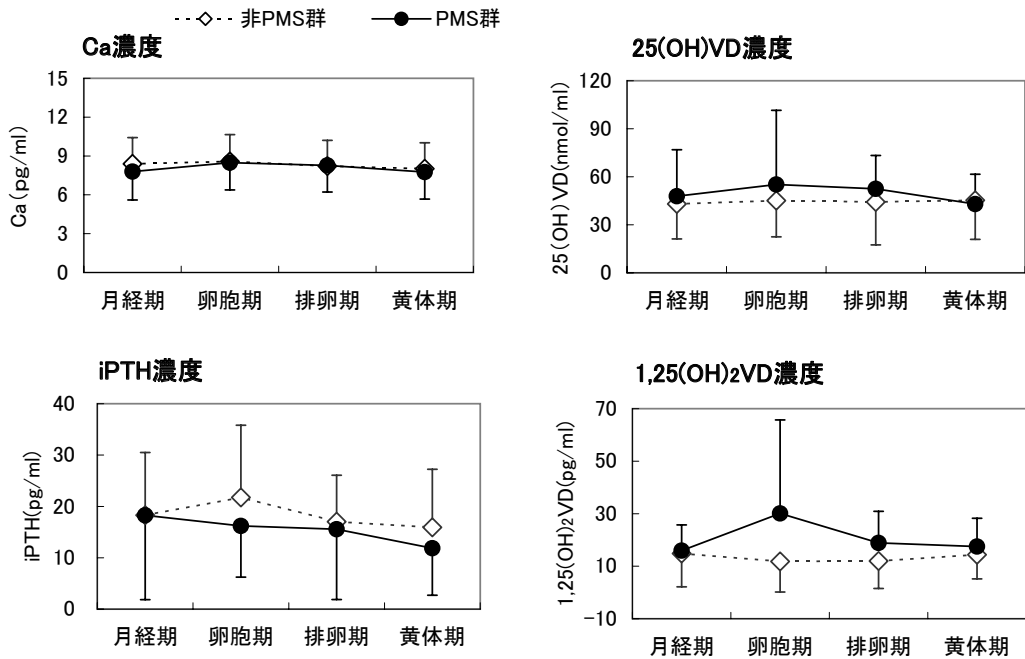 非PMS群 PMS群
Ca濃度
15
12
9
6
3
0
Ca(pg/ml)
月経期 卵胞期 排卵期 黄体期
25(OH)VD濃度
120
90
60
30
0
25(OH)VD(nmol/ml)
月経期 卵胞期 排卵期 黄体期
iPTH濃度
40
30
20
10
0
iPTH(pg/ml)
月経期 卵胞期 排卵期 黄体期
1,25(OH)₂VD濃度
70
50
30
10
−10
1,25(OH)₂VD(pg/ml)
月経期 卵胞期 排卵期 黄体期